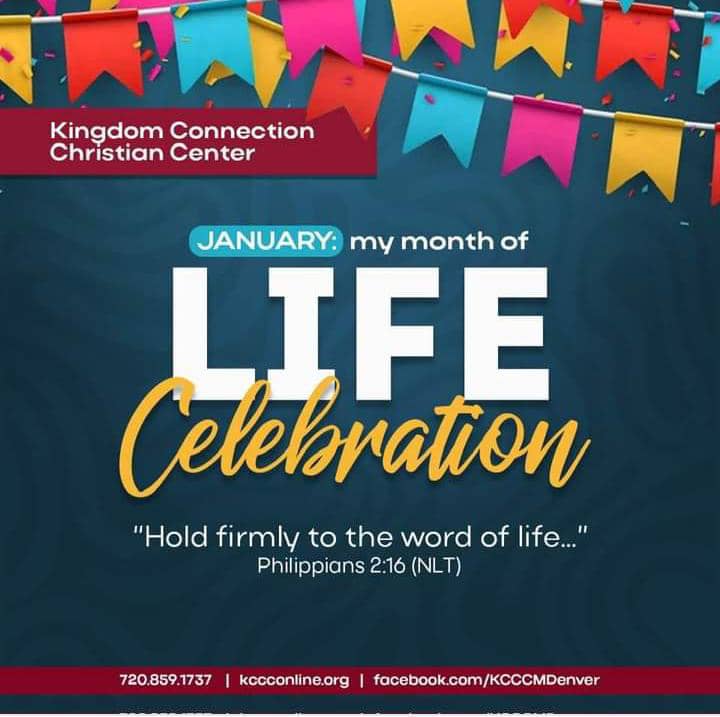 Kingdom Connection
Christian Center
JANUARY: my month of
LIFE
Celebration
"Hold firmly to the word of life..."
Philippians 2:16 (NLT)
720.859.1737 | kccconline.org | facebook.com/KCCCMDenver